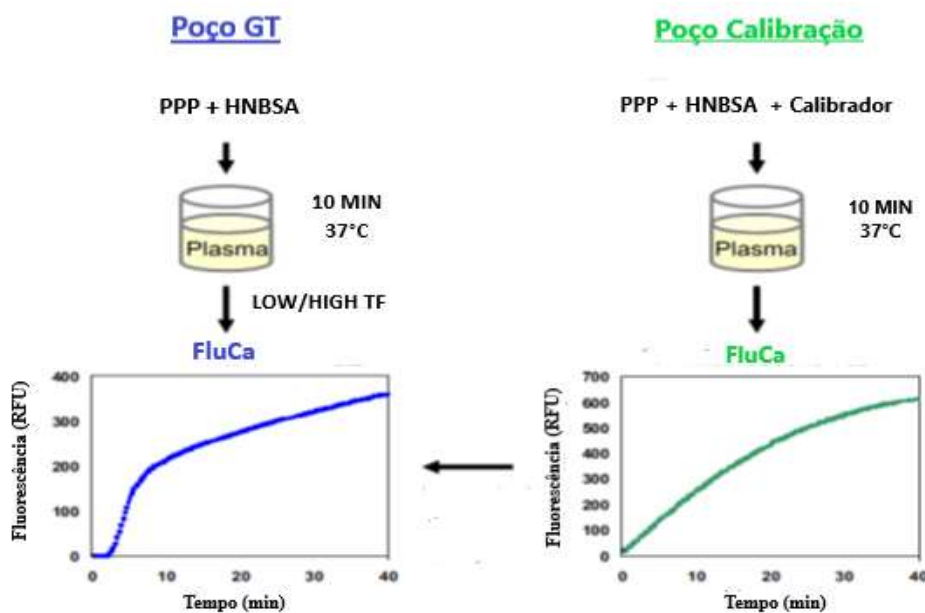 Poço GT
PPP + HNBSA
Plasma
10 MIN
37°C
LOW/HIGH TF
FluCa
Fluorescência (RFU)
400
300
200
100
0
0 10 20 30 40
Tempo (min)
Poço Calibração
PPP + HNBSA + Calibrador
Plasma
10 MIN
37°C
FluCa
Fluorescência (RFU)
700
600
500
400
300
200
100
0
0 10 20 30 40
Tempo (min)